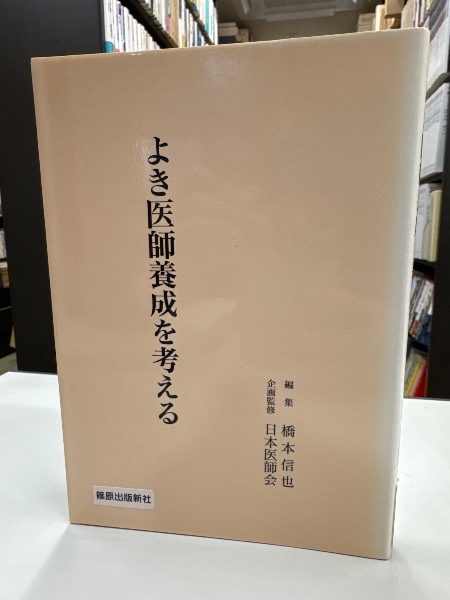 よき医師養成を考える
編集 橋本信也
企画監修 日本医師会
篠原出版新社